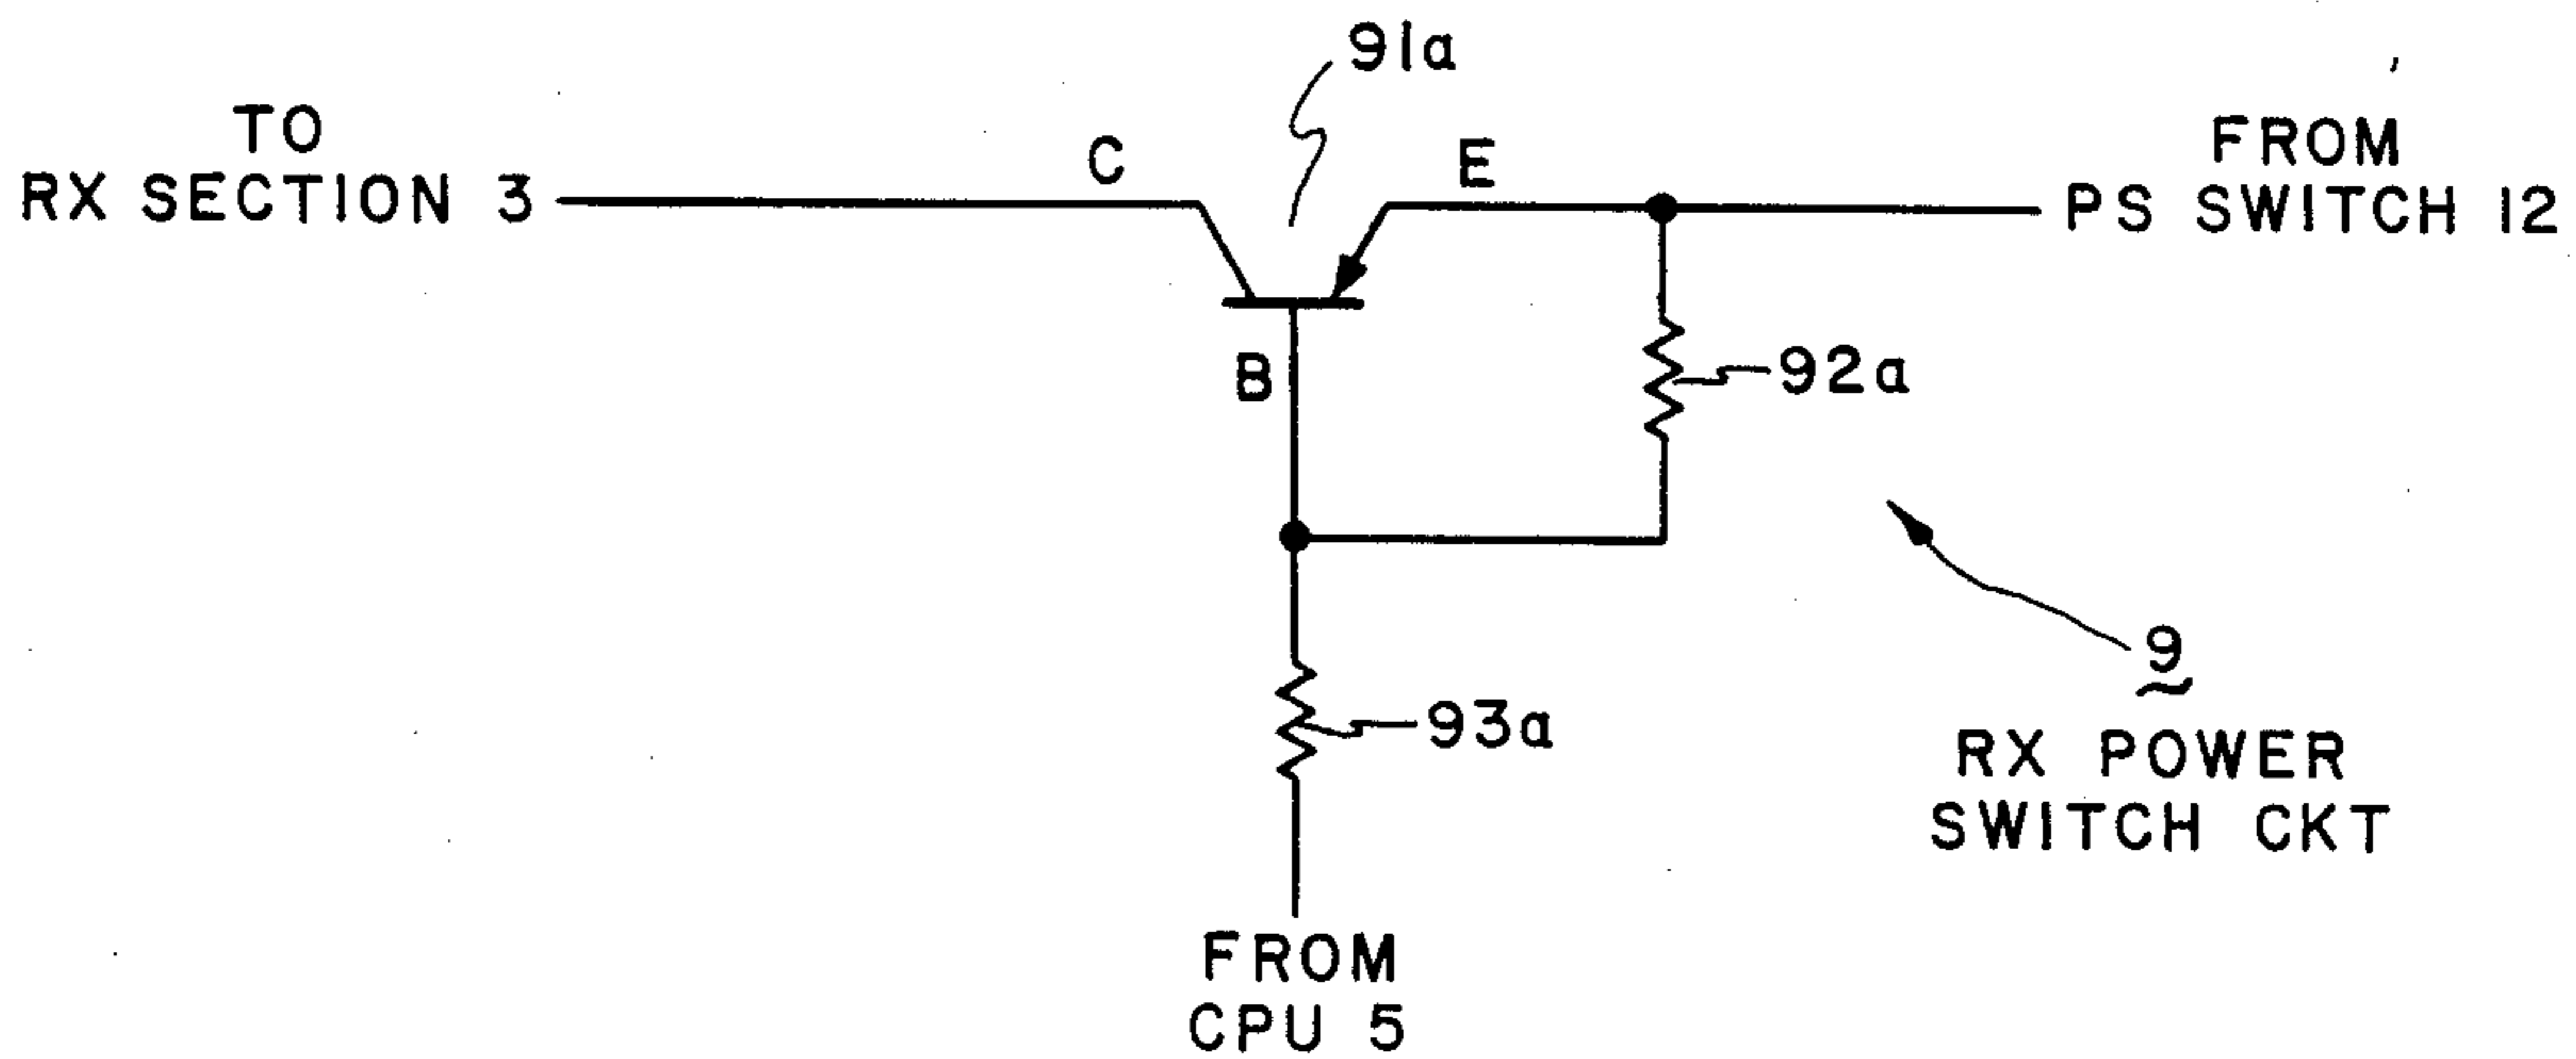 91a
TO
RX SECTION 3
C
E
FROM
PS SWITCH 12
B
92a
93a
9
RX POWER
SWITCH CKT
FROM
CPU 5